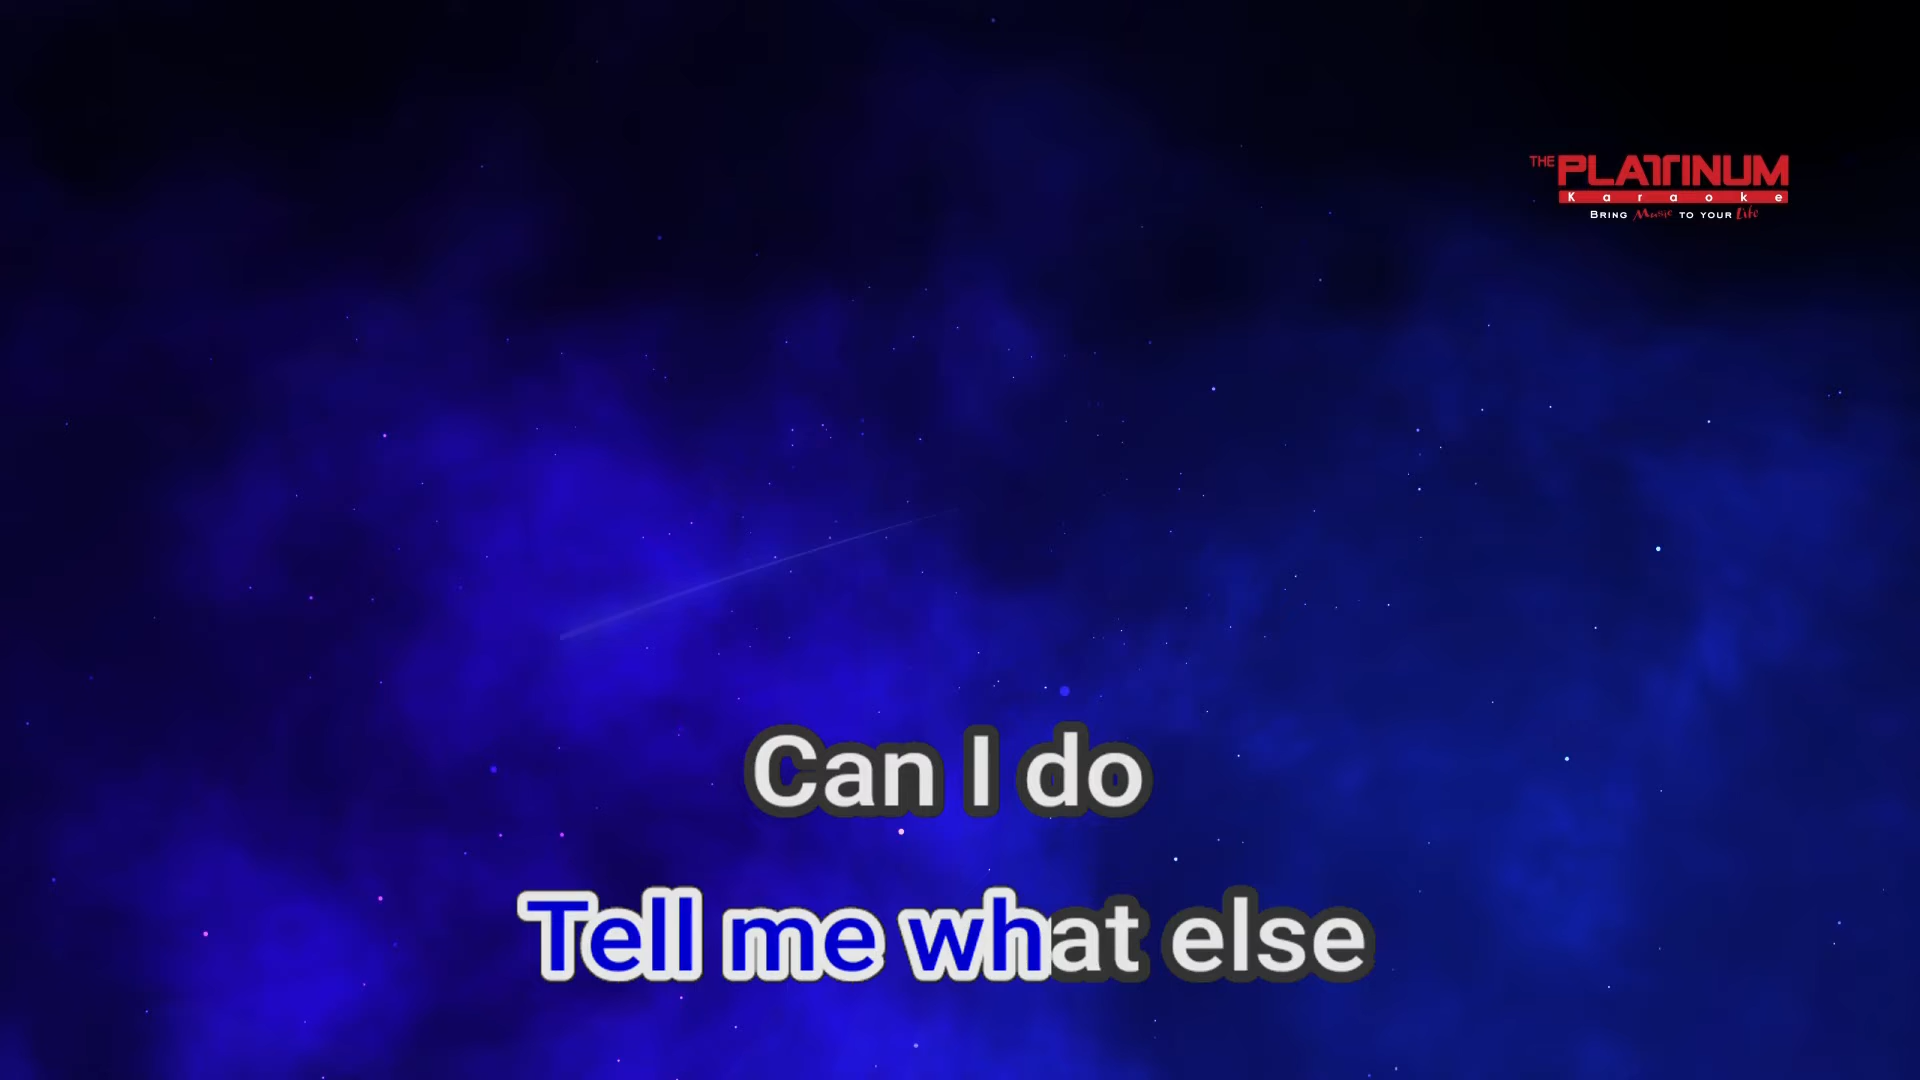 THE PLATINUM
Karaoke
BRING Music TO YOUR Life
Can I do
Tell me what else